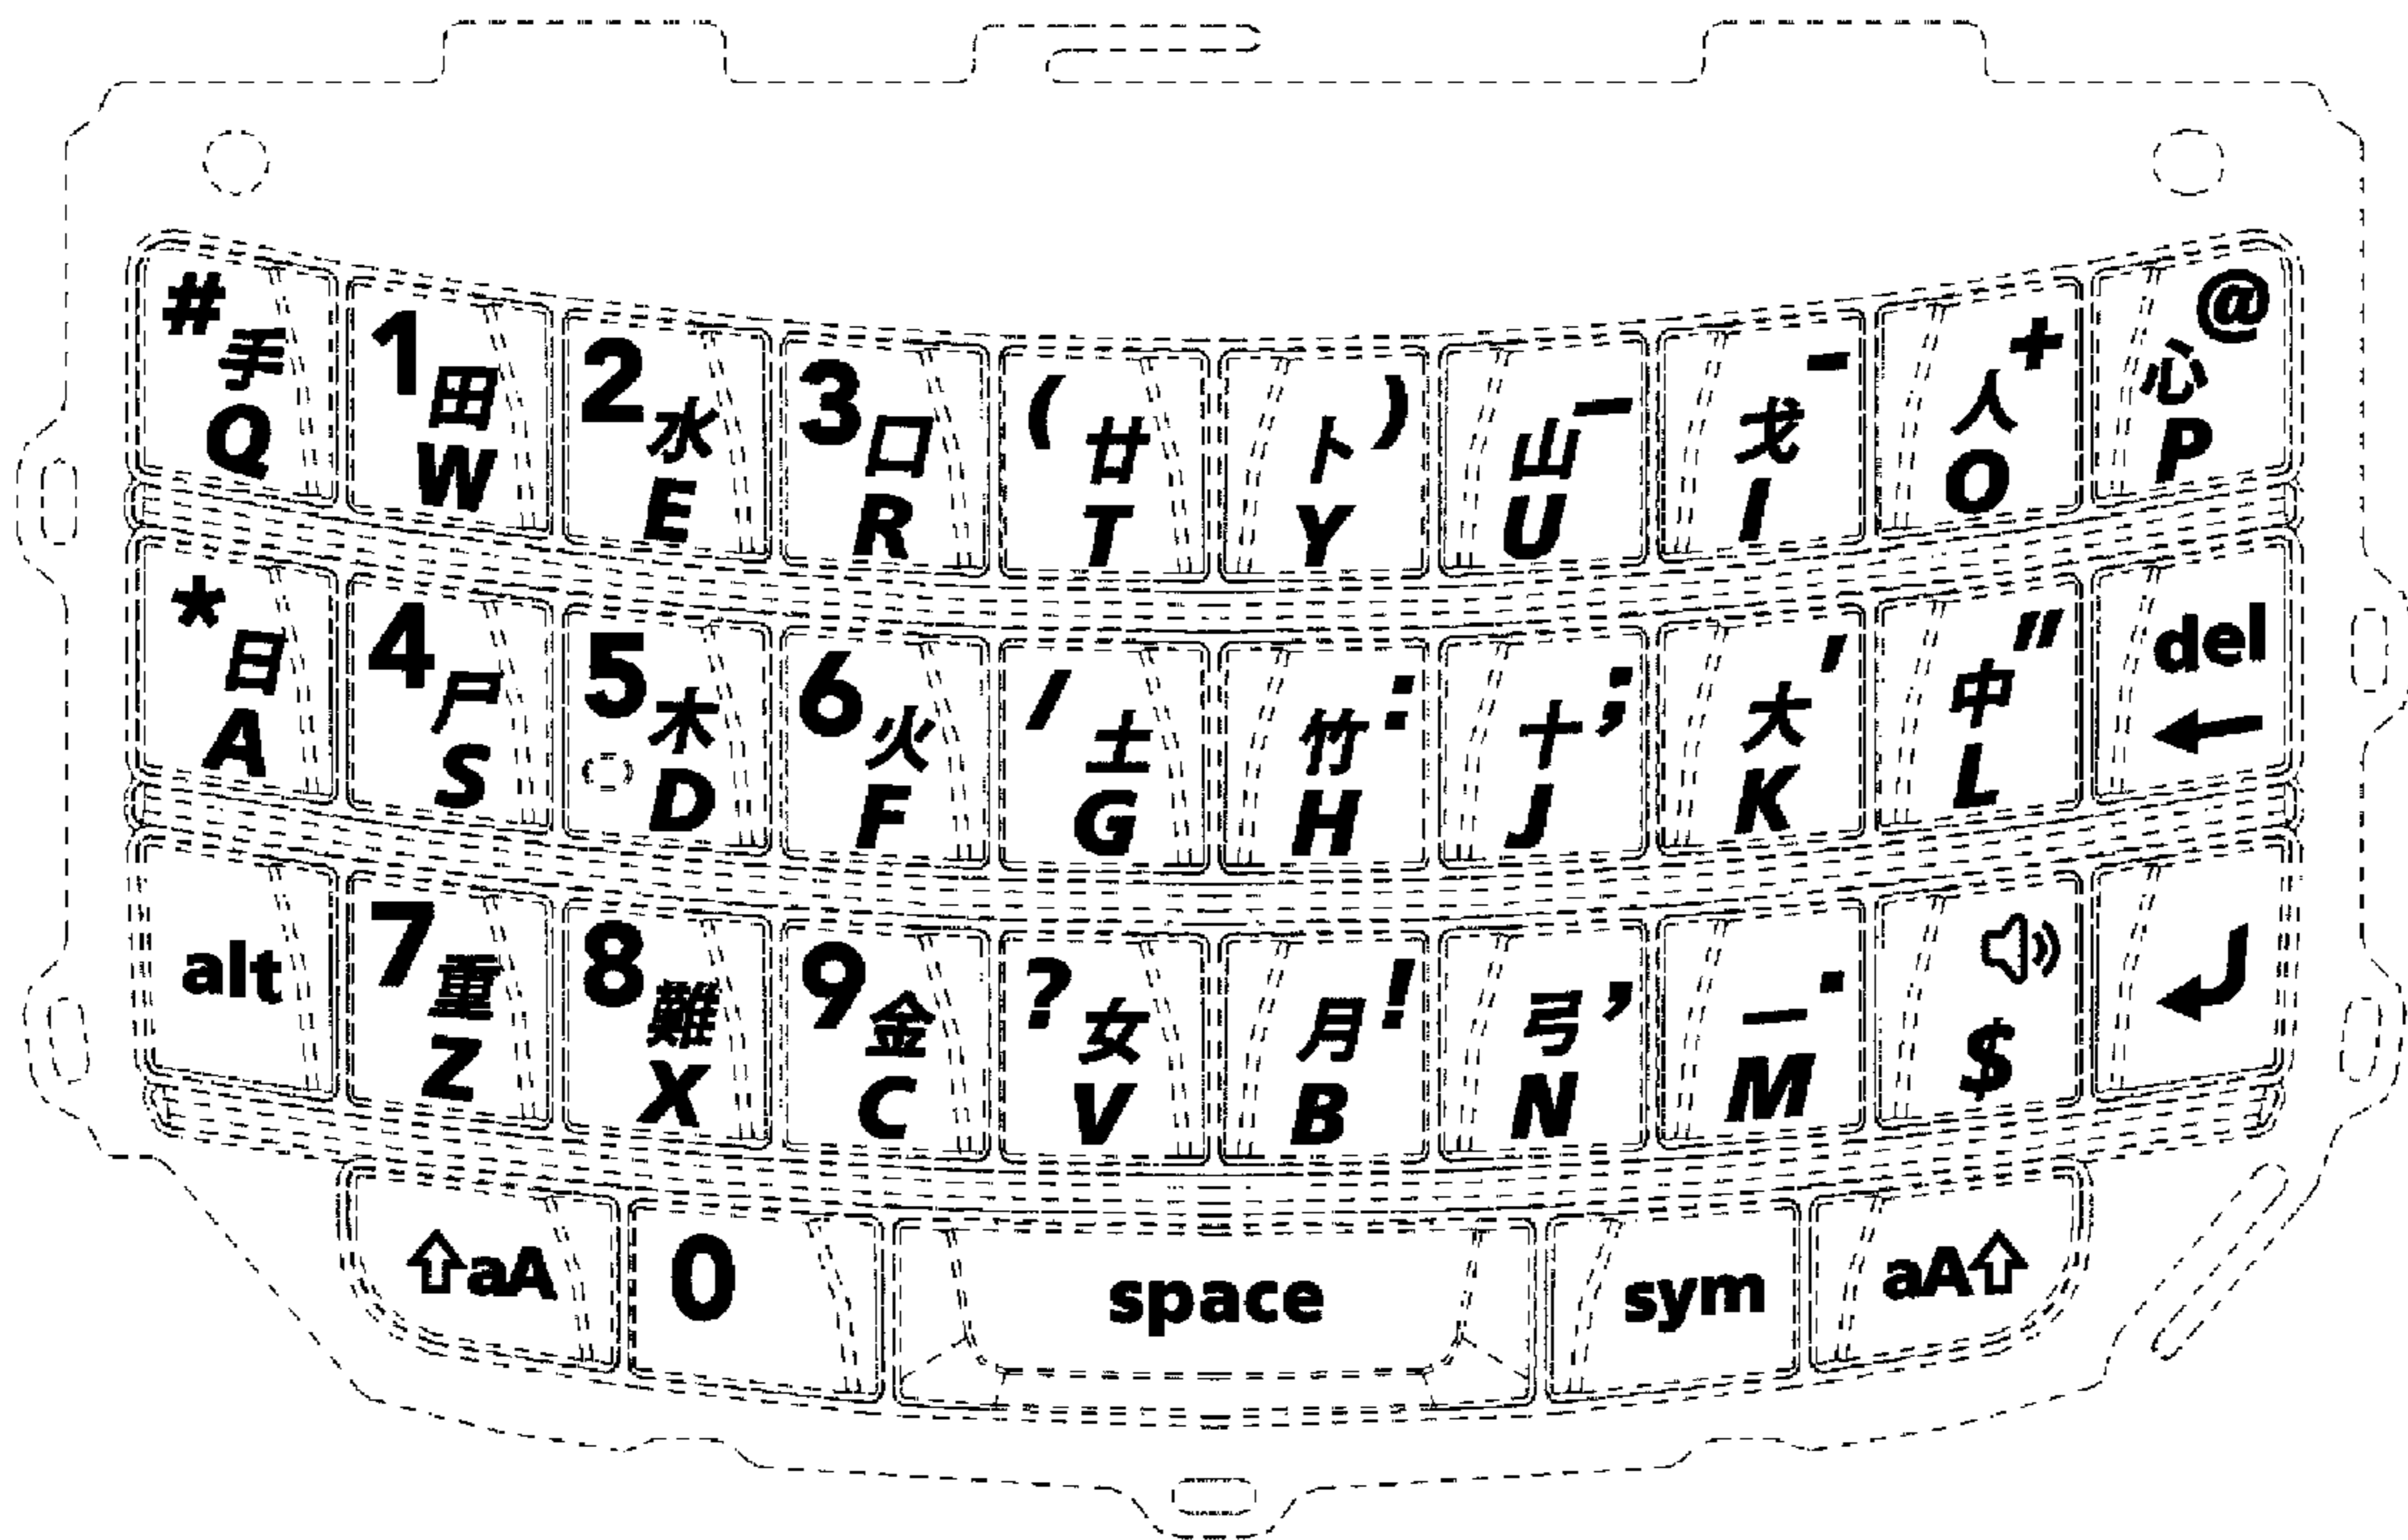 # 手 Q 1 田 W 2 水 E 3 口 R ( 廿 T ) 卜 Y _ 山 U - 戈 I + 人 O @ 心 P
* 日 A 4 尸 S 5 木 D 6 火 F / 土 G : 竹 H ; 十 J ' 大 K " 中 L del ←
alt 7 重 Z 8 難 X 9 金 C ? 女 V ! 月 B , 弓 N . 一 M $
⇧aA 0 space sym aA⇧